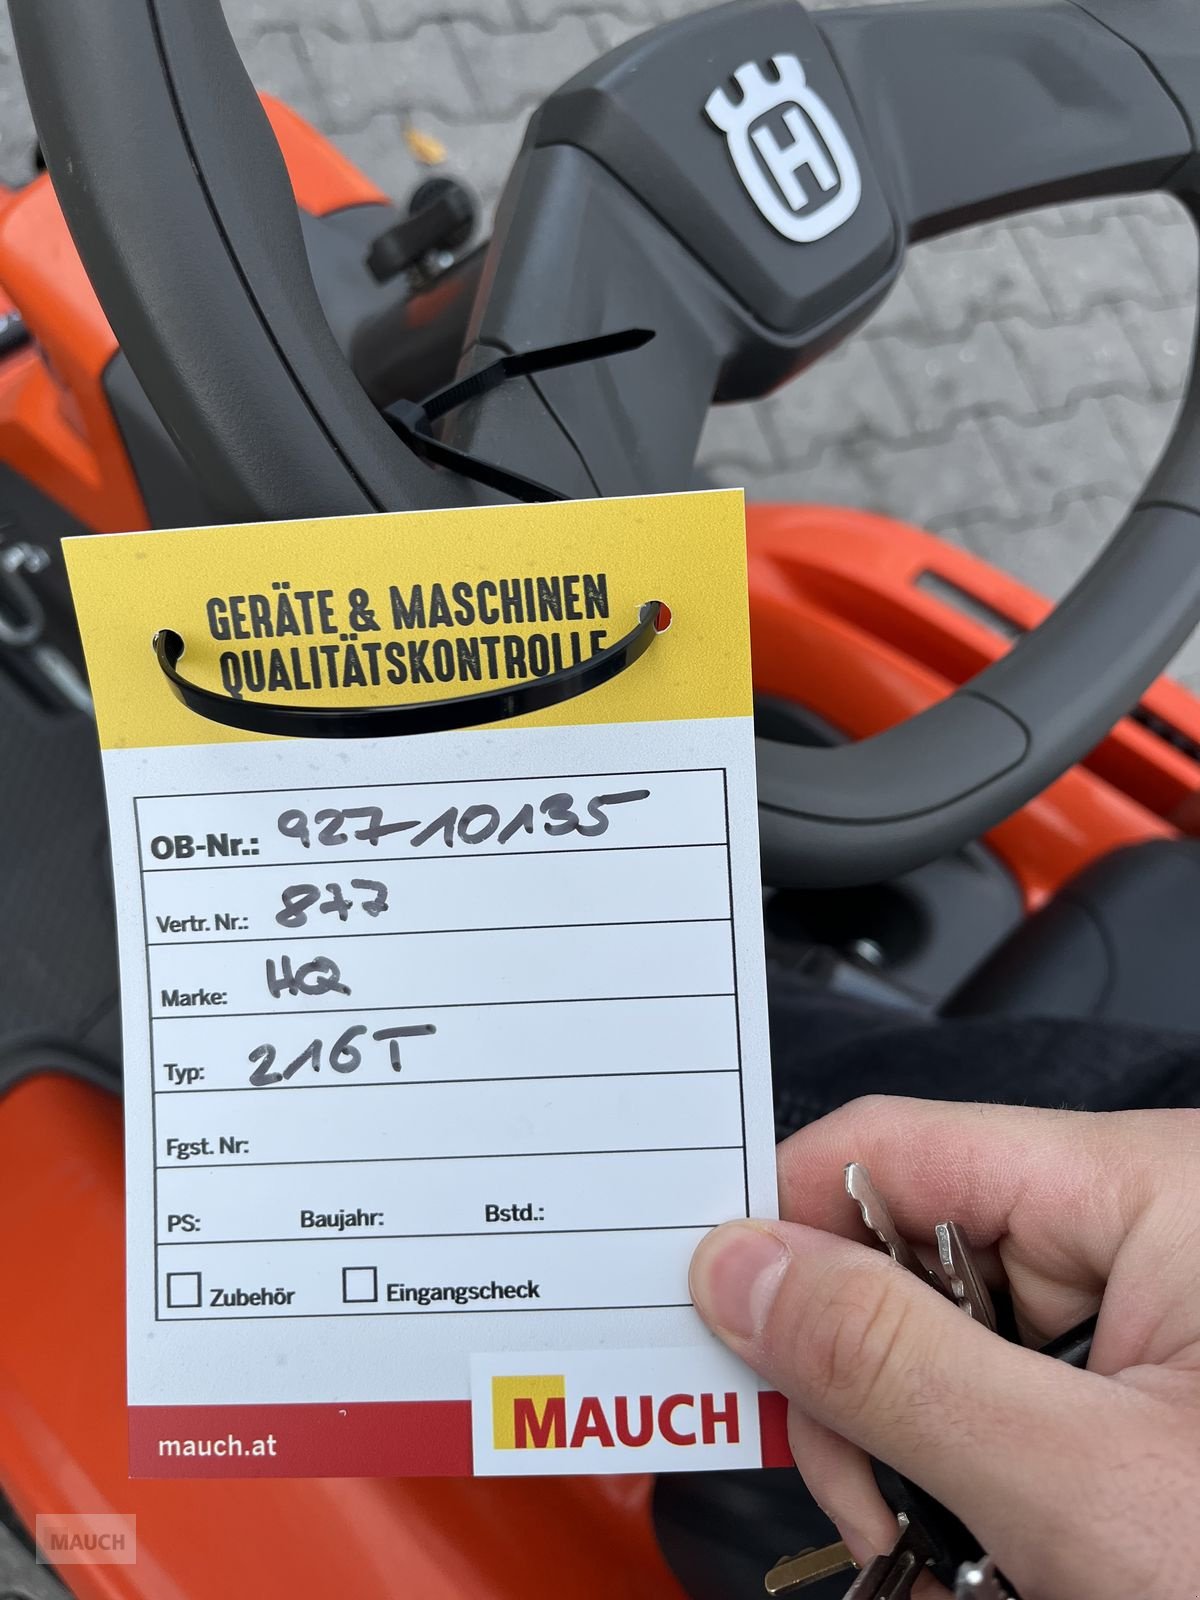 H
GERÄTE & MASCHINEN
QUALITÄTSKONTROLLE
OB-Nr.: 927-10135
Vertr. Nr.: 877
Marke: HQ
Typ: 216T
Fgst. Nr:
PS: Baujahr: Bstd.:
Zubehör Eingangscheck
mauch.at MAUCH
MAUCH